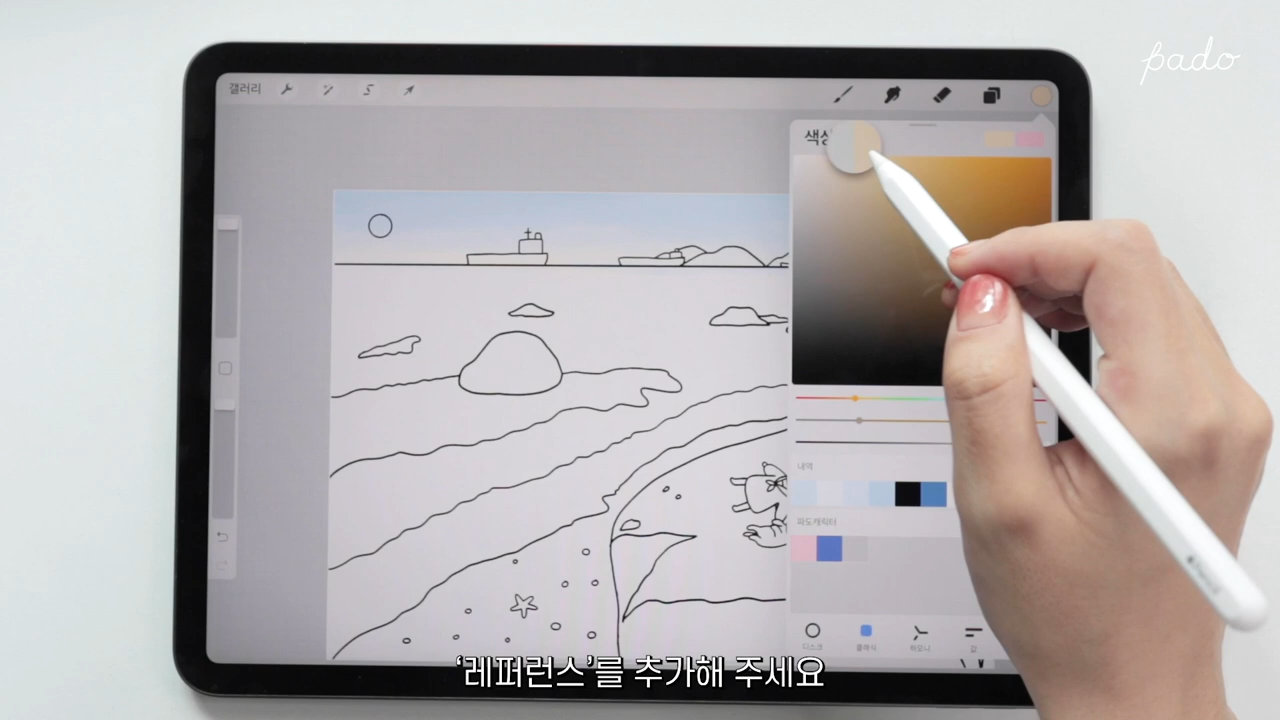 pado
갤러리
색상
내역
파도캐릭터
디스크
클래식
하모니
값
‘레퍼런스’를 추가해 주세요